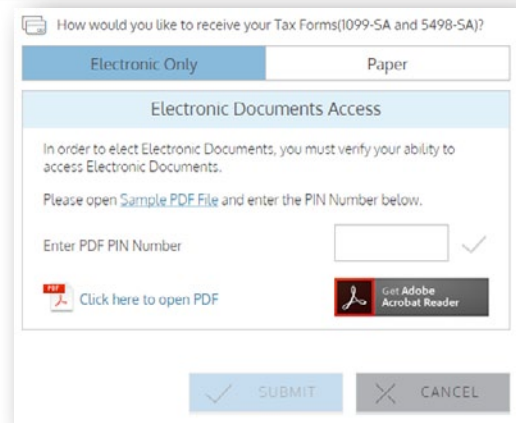 How would you like to receive your Tax Forms(1099-SA and 5498-SA)?
Electronic Only
Paper
Electronic Documents Access
In order to elect Electronic Documents, you must verify your ability to
access Electronic Documents.
Please open Sample PDF File and enter the PIN Number below.
Enter PDF PIN Number
PDF
Click here to open PDF
Get Adobe
Acrobat Reader
SUBMIT
CANCEL